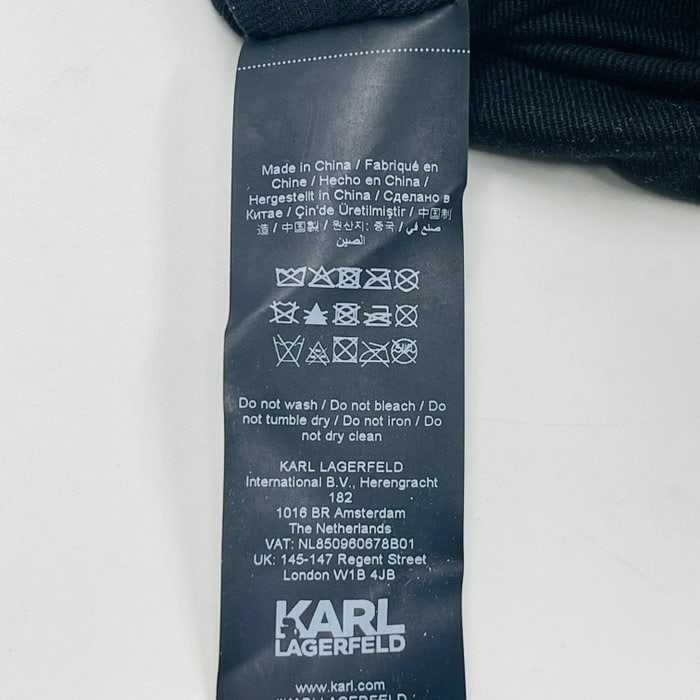 Made in China / Fabriqué en
Chine / Hecho en China /
Hergestellt in China / Сделано в
Китае / Çin'de Üretilmiştir / 中国制
造 / 中国製 / 원산지: 중국 / صنع في
الصين
Do not wash / Do not bleach / Do
not tumble dry / Do not iron / Do
not dry clean
KARL LAGERFELD
International B.V., Herengracht
182
1016 BR Amsterdam
The Netherlands
VAT: NL850960678B01
UK: 145-147 Regent Street
London W1B 4JB
KARL
LAGERFELD
www.karl.com